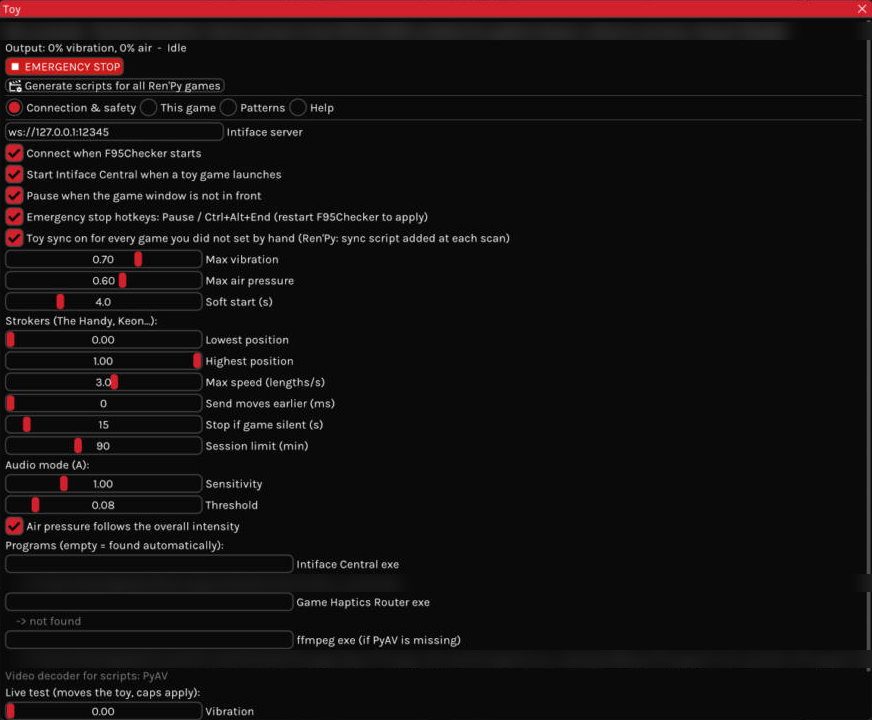 Toy
Output: 0% vibration, 0% air - Idle
EMERGENCY STOP
Generate scripts for all Ren'Py games
Connection & safety This game Patterns Help
ws://127.0.0.1:12345 Intiface server
Connect when F95Checker starts
Start Intiface Central when a toy game launches
Pause when the game window is not in front
Emergency stop hotkeys: Pause / Ctrl+Alt+End (restart F95Checker to apply)
Toy sync on for every game you did not set by hand (Ren'Py: sync script added at each scan)
0.70 Max vibration
0.60 Max air pressure
4.0 Soft start (s)
Strokers (The Handy, Keon...):
0.00 Lowest position
1.00 Highest position
3.0 Max speed (lengths/s)
0 Send moves earlier (ms)
15 Stop if game silent (s)
90 Session limit (min)
Audio mode (A):
1.00 Sensitivity
0.08 Threshold
Air pressure follows the overall intensity
Programs (empty = found automatically):
Intiface Central exe
Game Haptics Router exe
-> not found
ffmpeg exe (if PyAV is missing)
Video decoder for scripts: PyAV
Live test (moves the toy, caps apply):
0.00 Vibration